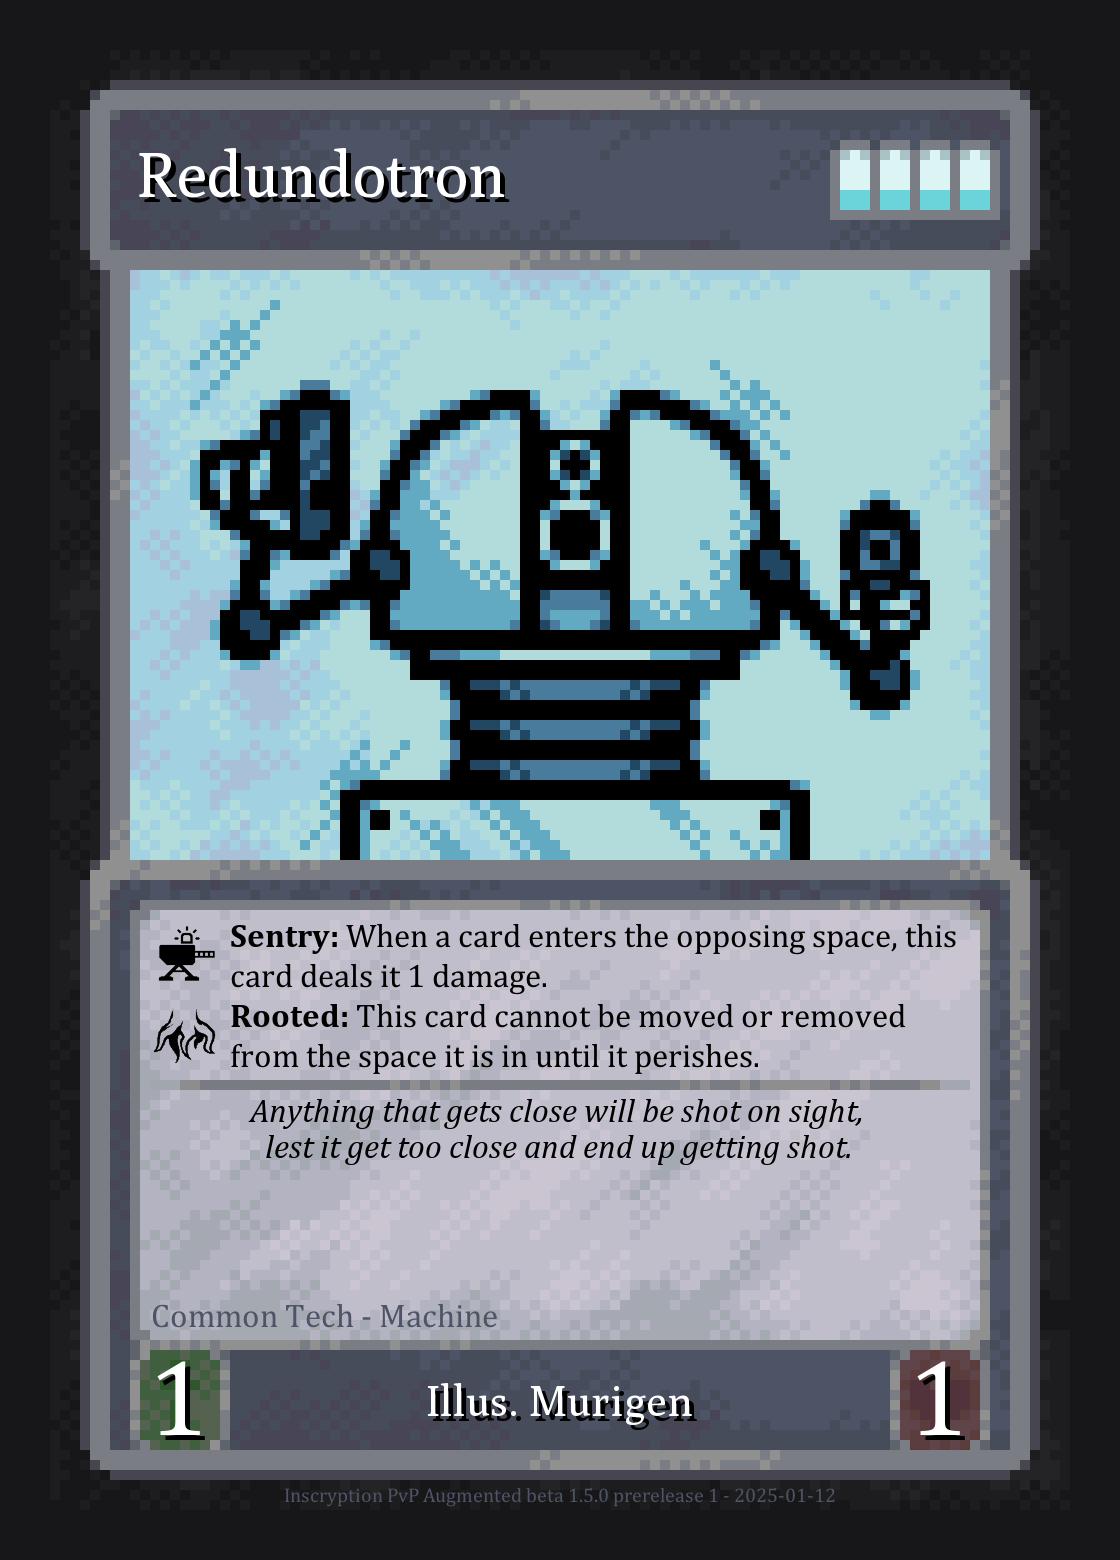 Redundotron
Sentry: When a card enters the opposing space, this
card deals it 1 damage.
Rooted: This card cannot be moved or removed
from the space it is in until it perishes.
Anything that gets close will be shot on sight,
lest it get too close and end up getting shot.
Common Tech - Machine
1
Illus. Murigen
1
Inscryption PvP Augmented beta 1.5.0 prerelease 1 - 2025-01-12